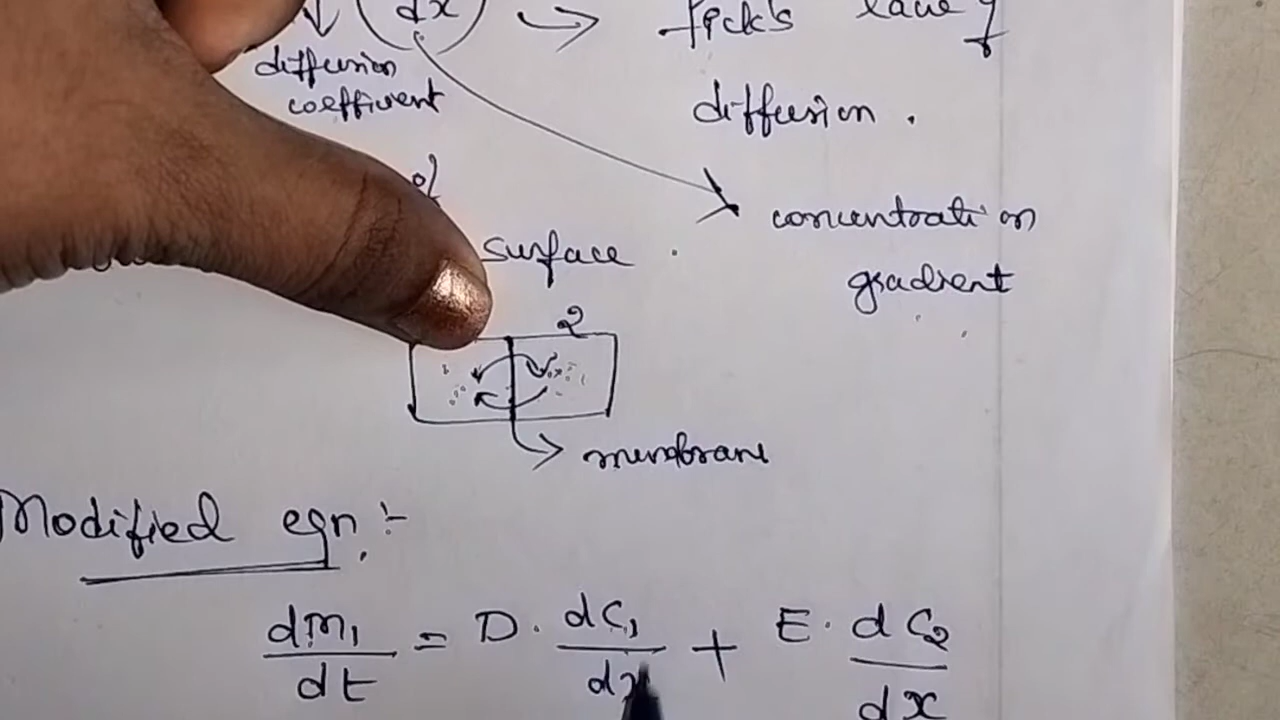 dx → Fick's law of
diffusion
coefficient
diffusion .
surface .
concentration
gradient
2
membrane
Modified eqn :-
dm₁/dt = D . dC₁/dx + E . dC₂/dx